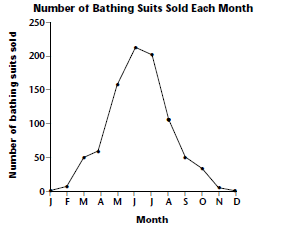 Number of Bathing Suits Sold Each Month
Number of bathing suits sold
250
200
150
100
50
0
J F M A M J J A S O N D
Month